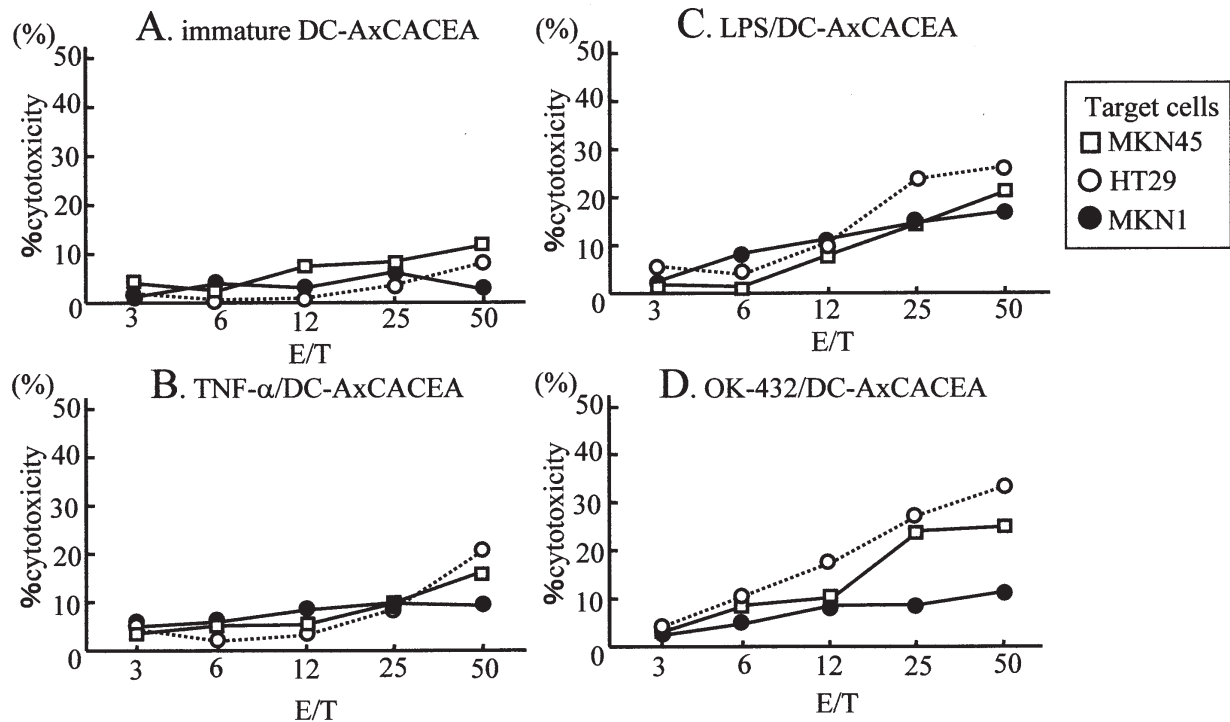 A. immature DC-AxCACEA
(%)
50
40
30
20
10
0
%cytotoxicity
3 6 12 25 50
E/T
B. TNF-α/DC-AxCACEA
(%)
50
40
30
20
10
0
%cytotoxicity
3 6 12 25 50
E/T
C. LPS/DC-AxCACEA
(%)
50
40
30
20
10
0
%cytotoxicity
3 6 12 25 50
E/T
D. OK-432/DC-AxCACEA
(%)
50
40
30
20
10
0
%cytotoxicity
3 6 12 25 50
E/T
Target cells
MKN45
HT29
MKN1